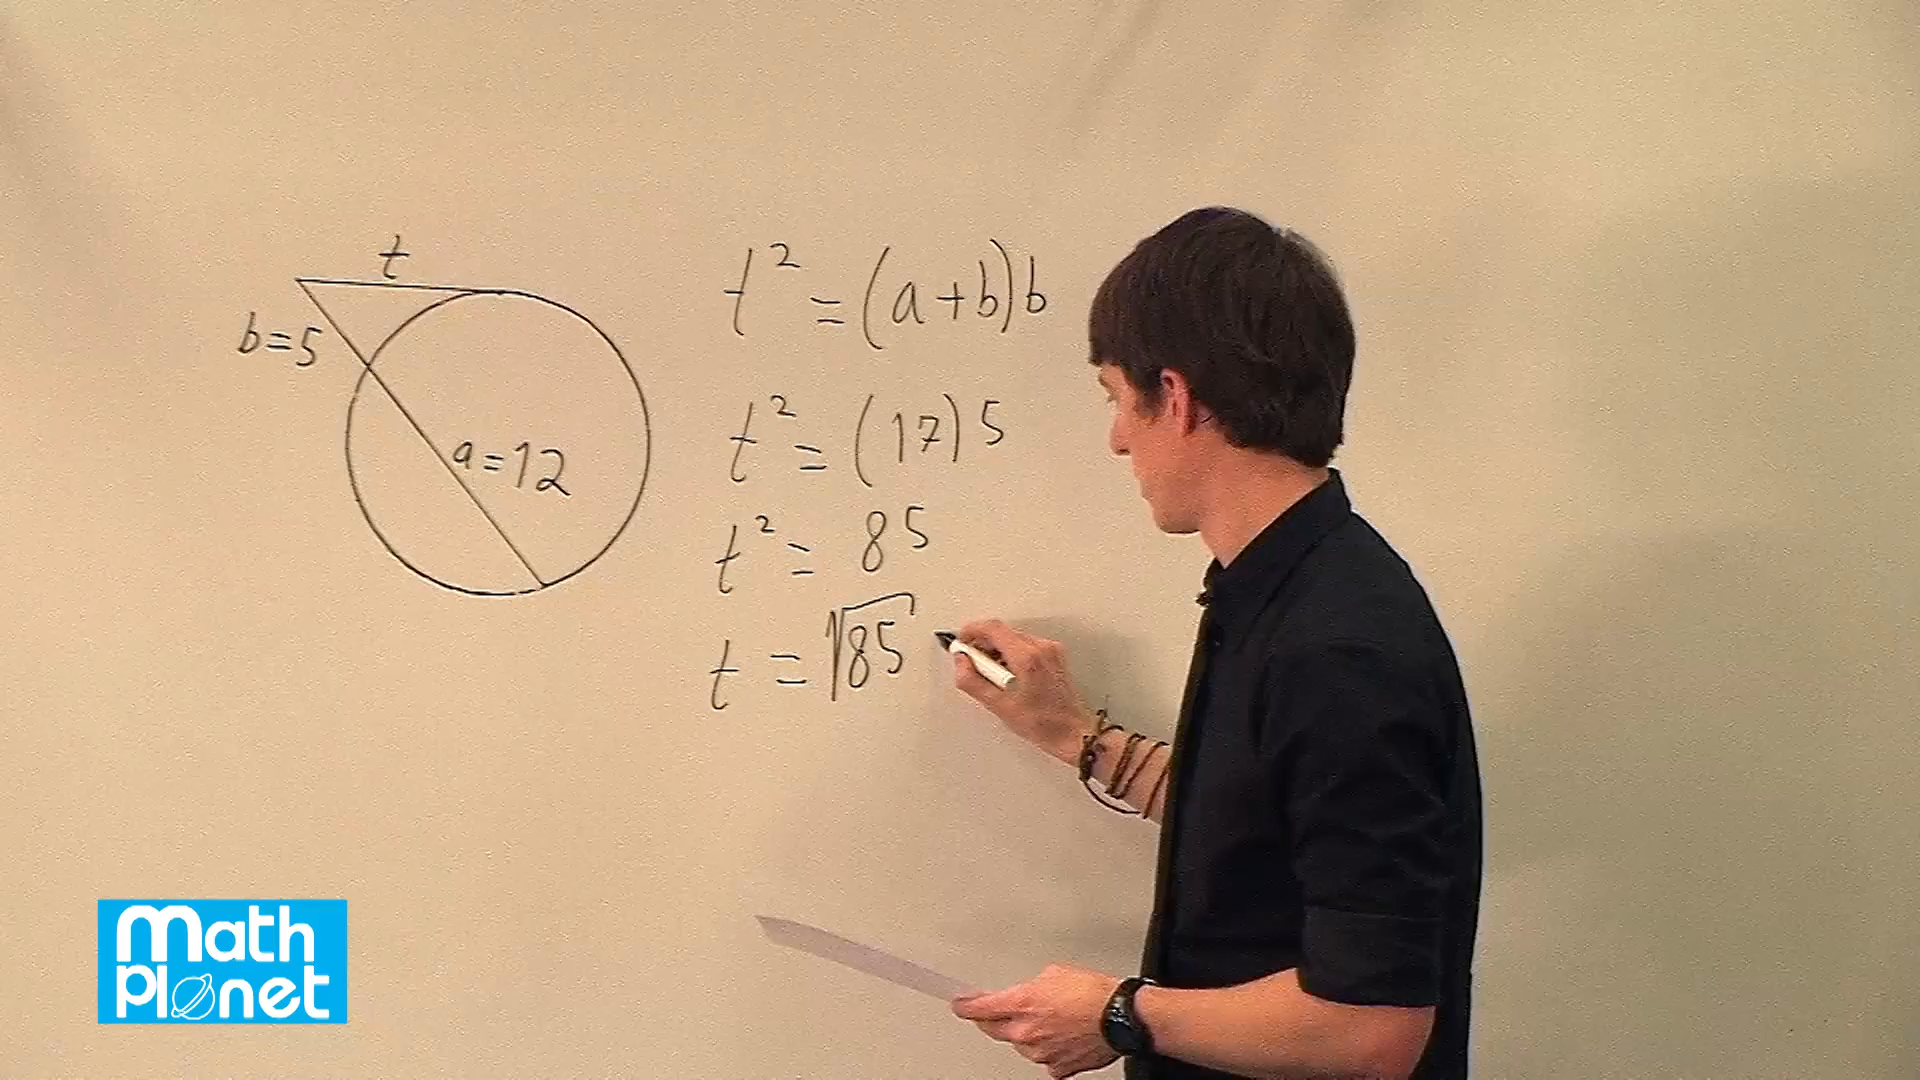 t
b=5
a=12
t² = (a+b)b
t² = (17)5
t² = 85
t = √85
Math
Planet